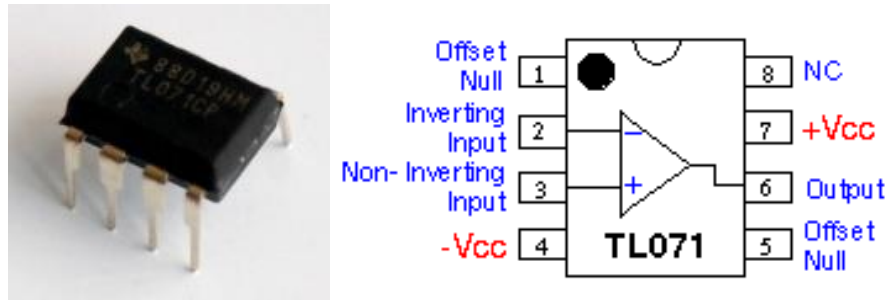 88D19HM
TL071CP
Offset
Null
1
Inverting
Input
2
−
Non- Inverting
Input
3
+
-Vcc
4
TL071
8
NC
7
+Vcc
6
Output
5
Offset
Null